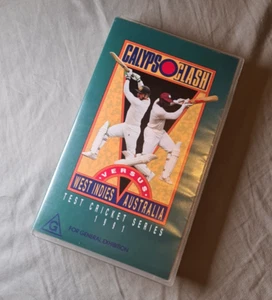 CALYPSO CLASH
VERSUS
WEST INDIES AUSTRALIA
TEST CRICKET SERIES
1991
G
FOR GENERAL EXHIBITION